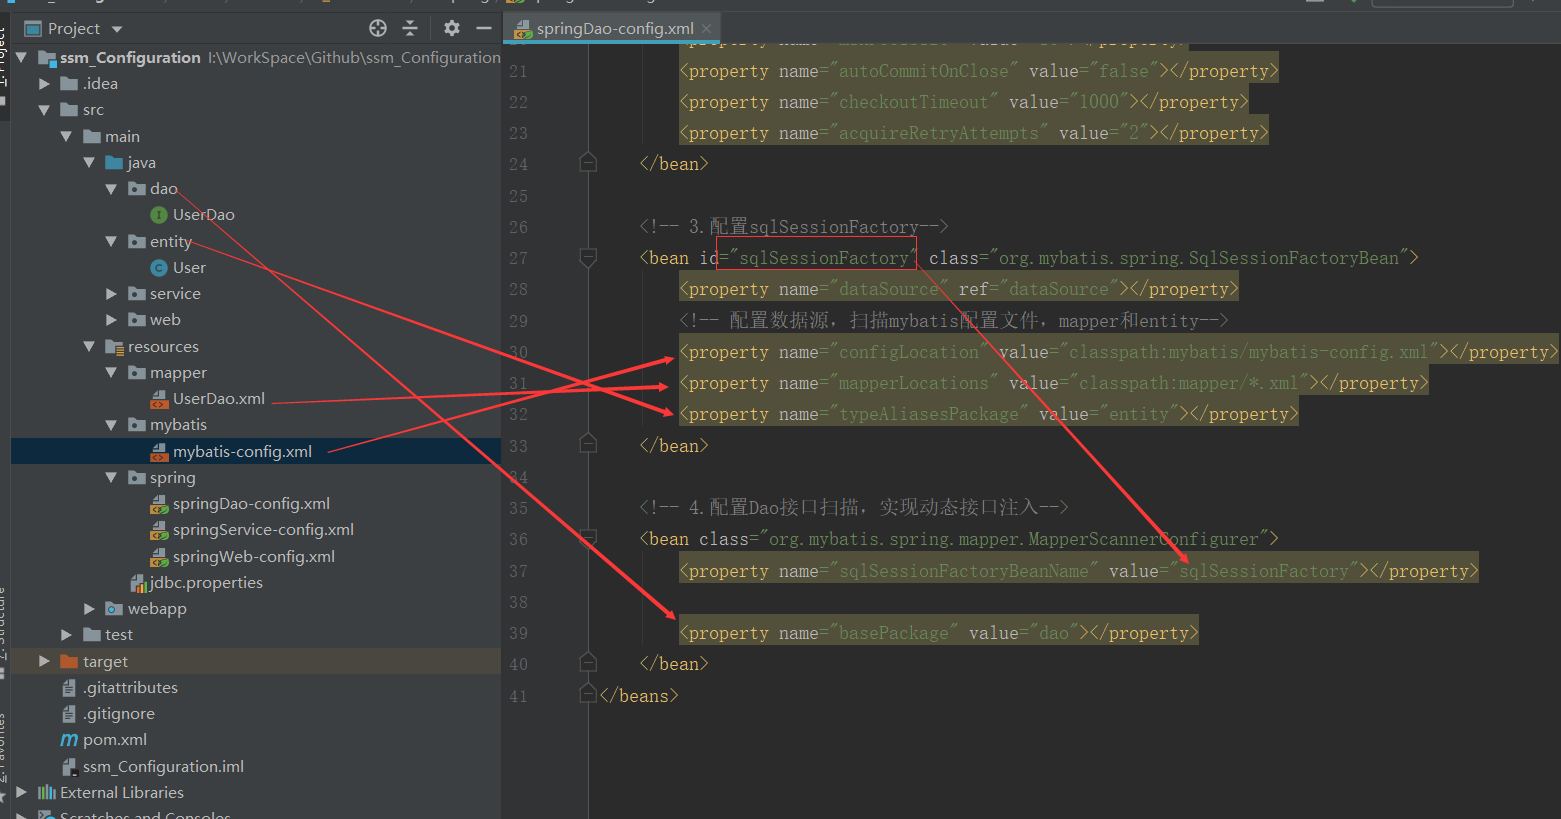 Project
ssm_Configuration I:\WorkSpace\Github\ssm_Configuration
.idea
src
main
java
dao
UserDao
entity
User
service
web
resources
mapper
UserDao.xml
mybatis
mybatis-config.xml
spring
springDao-config.xml
springService-config.xml
springWeb-config.xml
jdbc.properties
webapp
test
target
.gitattributes
.gitignore
pom.xml
ssm_Configuration.iml
External Libraries
Scratches and Consoles
springDao-config.xml
21 <property name="autoCommitOnClose" value="false"></property>
22 <property name="checkoutTimeout" value="1000"></property>
23 <property name="acquireRetryAttempts" value="2"></property>
24 </bean>
25
26 <!-- 3.配置sqlSessionFactory-->
27 <bean id="sqlSessionFactory" class="org.mybatis.spring.SqlSessionFactoryBean">
28 <property name="dataSource" ref="dataSource"></property>
29 <!-- 配置数据源，扫描mybatis配置文件，mapper和entity-->
30 <property name="configLocation" value="classpath:mybatis/mybatis-config.xml"></property>
31 <property name="mapperLocations" value="classpath:mapper/*.xml"></property>
32 <property name="typeAliasesPackage" value="entity"></property>
33 </bean>
34
35 <!-- 4.配置Dao接口扫描，实现动态接口注入-->
36 <bean class="org.mybatis.spring.mapper.MapperScannerConfigurer">
37 <property name="sqlSessionFactoryBeanName" value="sqlSessionFactory"></property>
38
39 <property name="basePackage" value="dao"></property>
40 </bean>
41 </beans>